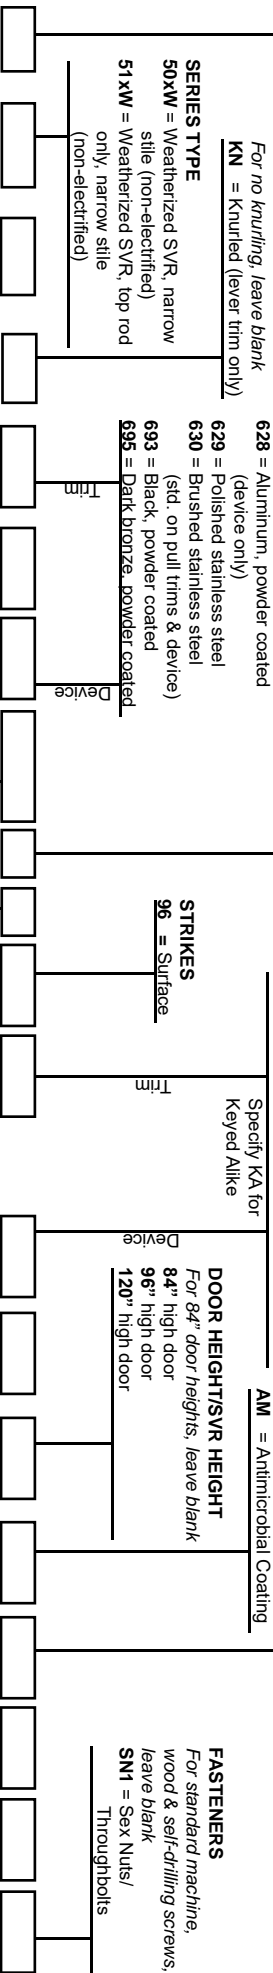 For no knurling, leave blank
KN = Knurled (lever trim only)
SERIES TYPE
50xW = Weatherized SVR, narrow
stile (non-electrified)
51xW = Weatherized SVR, top rod
only, narrow stile
(non-electrified)
628 = Aluminum, powder coated
(device only)
629 = Polished stainless steel
630 = Brushed stainless steel
(std. on pull trims & device)
693 = Black, powder coated
695 = Dark bronze, powder coated
Trim
Device
STRIKES
96 = Surface
Specify KA for
Keyed Alike
Trim
Device
DOOR HEIGHT/SVR HEIGHT
For 84” door heights, leave blank
84” high door
96” high door
120” high door
AM = Antimicrobial Coating
FASTENERS
For standard machine,
wood & self-drilling screws,
leave blank
SN1 = Sex Nuts/
Throughbolts